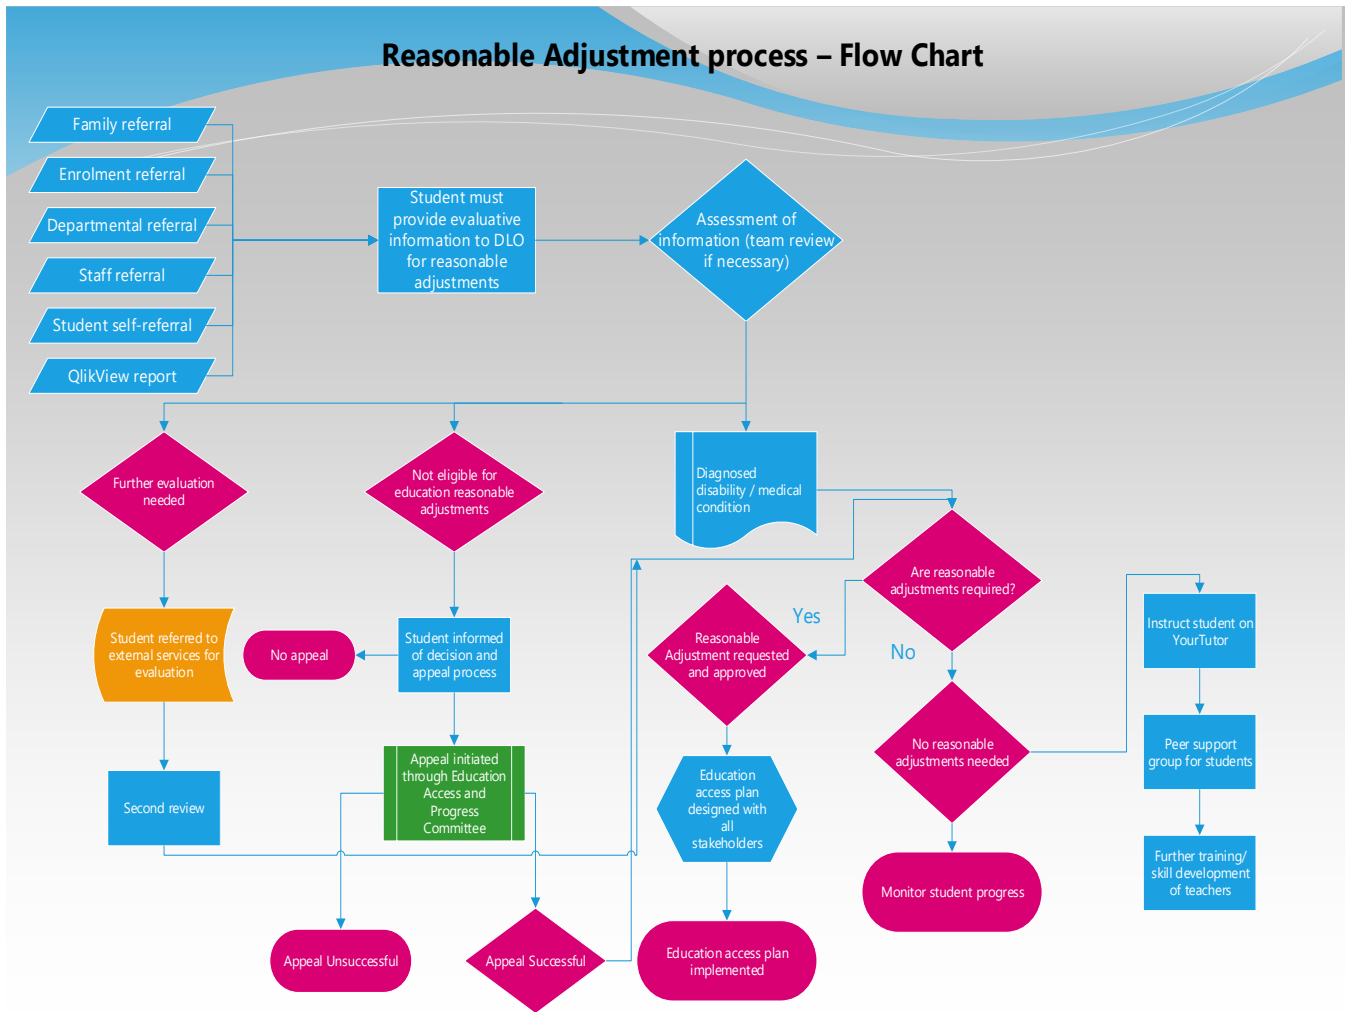 Reasonable Adjustment process – Flow Chart
Family referral
Enrolment referral
Departmental referral
Staff referral
Student self-referral
QlikView report
Student must
provide evaluative
information to DLO
for reasonable
adjustments
Assessment of
information (team review
if necessary)
Further evaluation
needed
Not eligible for
education reasonable
adjustments
Diagnosed
disability / medical
condition
Are reasonable
adjustments required?
Yes
No
Student referred to
external services for
evaluation
No appeal
Student informed
of decision and
appeal process
Reasonable
Adjustment requested
and approved
Instruct student on
YourTutor
No reasonable
adjustments needed
Peer support
group for students
Second review
Appeal initiated
through Education
Access and
Progress
Committee
Education
access plan
designed with
all
stakeholders
Further training/
skill development
of teachers
Monitor student progress
Appeal Unsuccessful
Appeal Successful
Education access plan
implemented